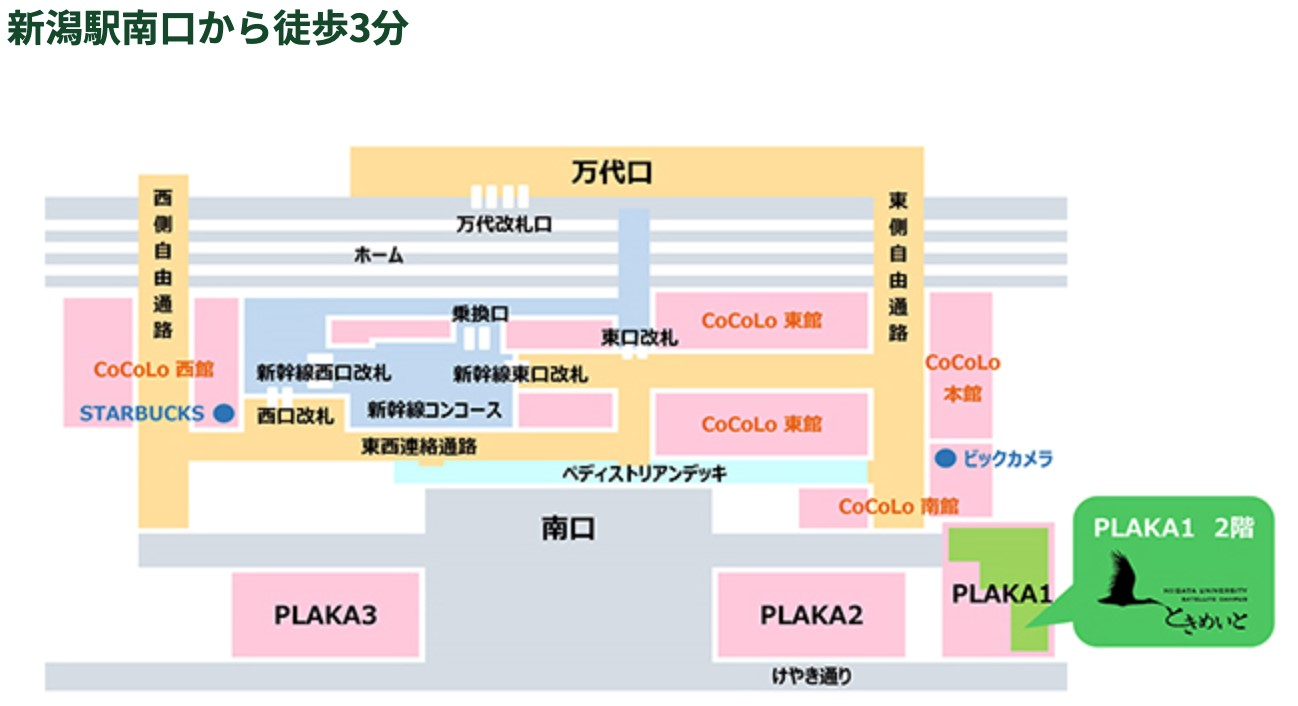 新潟駅南口から徒歩3分
万代口
西側自由通路
東側自由通路
万代改札口
ホーム
乗換口
東口改札
CoCoLo 東館
CoCoLo 西館
新幹線西口改札
新幹線東口改札
CoCoLo
本館
STARBUCKS
西口改札
新幹線コンコース
CoCoLo 東館
東西連絡通路
ペディストリアンデッキ
ビックカメラ
CoCoLo 南館
南口
PLAKA1 2階
NIIGATA UNIVERSITY
SATELLITE CAMPUS
ときめいと
PLAKA1
PLAKA3
PLAKA2
けやき通り